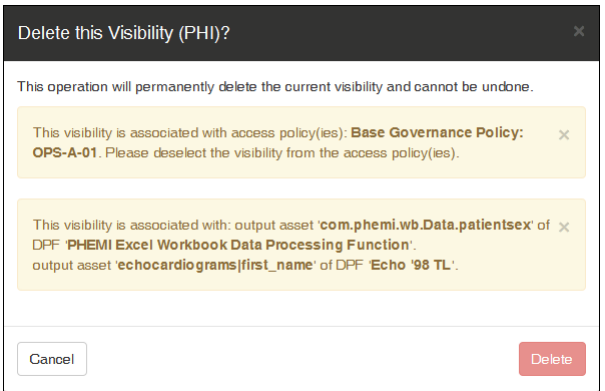 Delete this Visibility (PHI)? ×
This operation will permanently delete the current visibility and cannot be undone.
This visibility is associated with access policy(ies): Base Governance Policy: ×
OPS-A-01. Please deselect the visibility from the access policy(ies).
This visibility is associated with: output asset 'com.phemi.wb.Data.patientsex' of ×
DPF 'PHEMI Excel Workbook Data Processing Function'.
output asset 'echocardiograms|first_name' of DPF 'Echo '98 TL'.
Cancel Delete